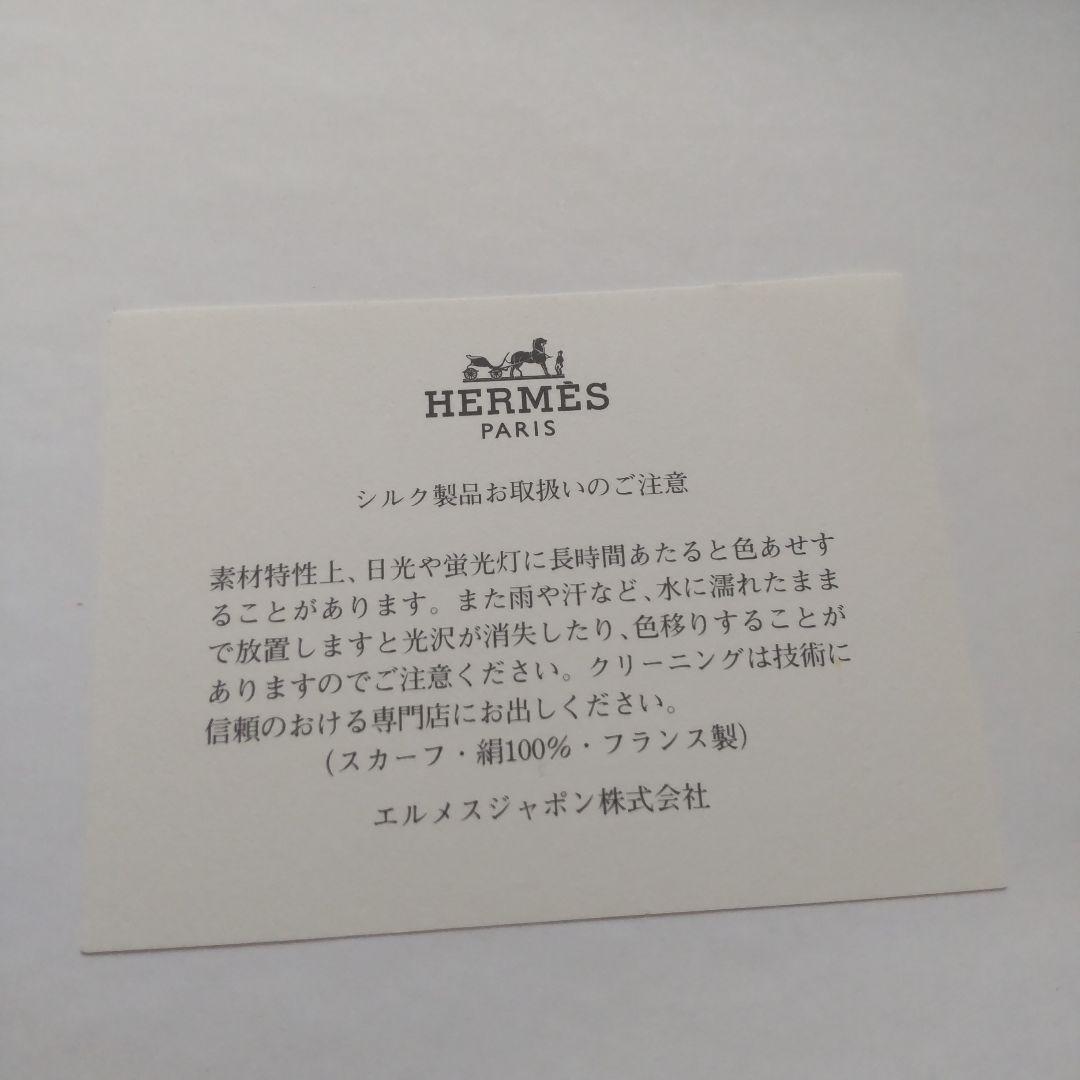 HERMÈS
PARIS
シルク製品お取扱いのご注意
素材特性上、日光や蛍光灯に長時間あたると色あせす
ることがあります。また雨や汗など、水に濡れたまま
で放置しますと光沢が消失したり、色移りすることが
ありますのでご注意ください。クリーニングは技術に
信頼のおける専門店にお出しください。
(スカーフ・絹100%・フランス製)
エルメスジャポン株式会社